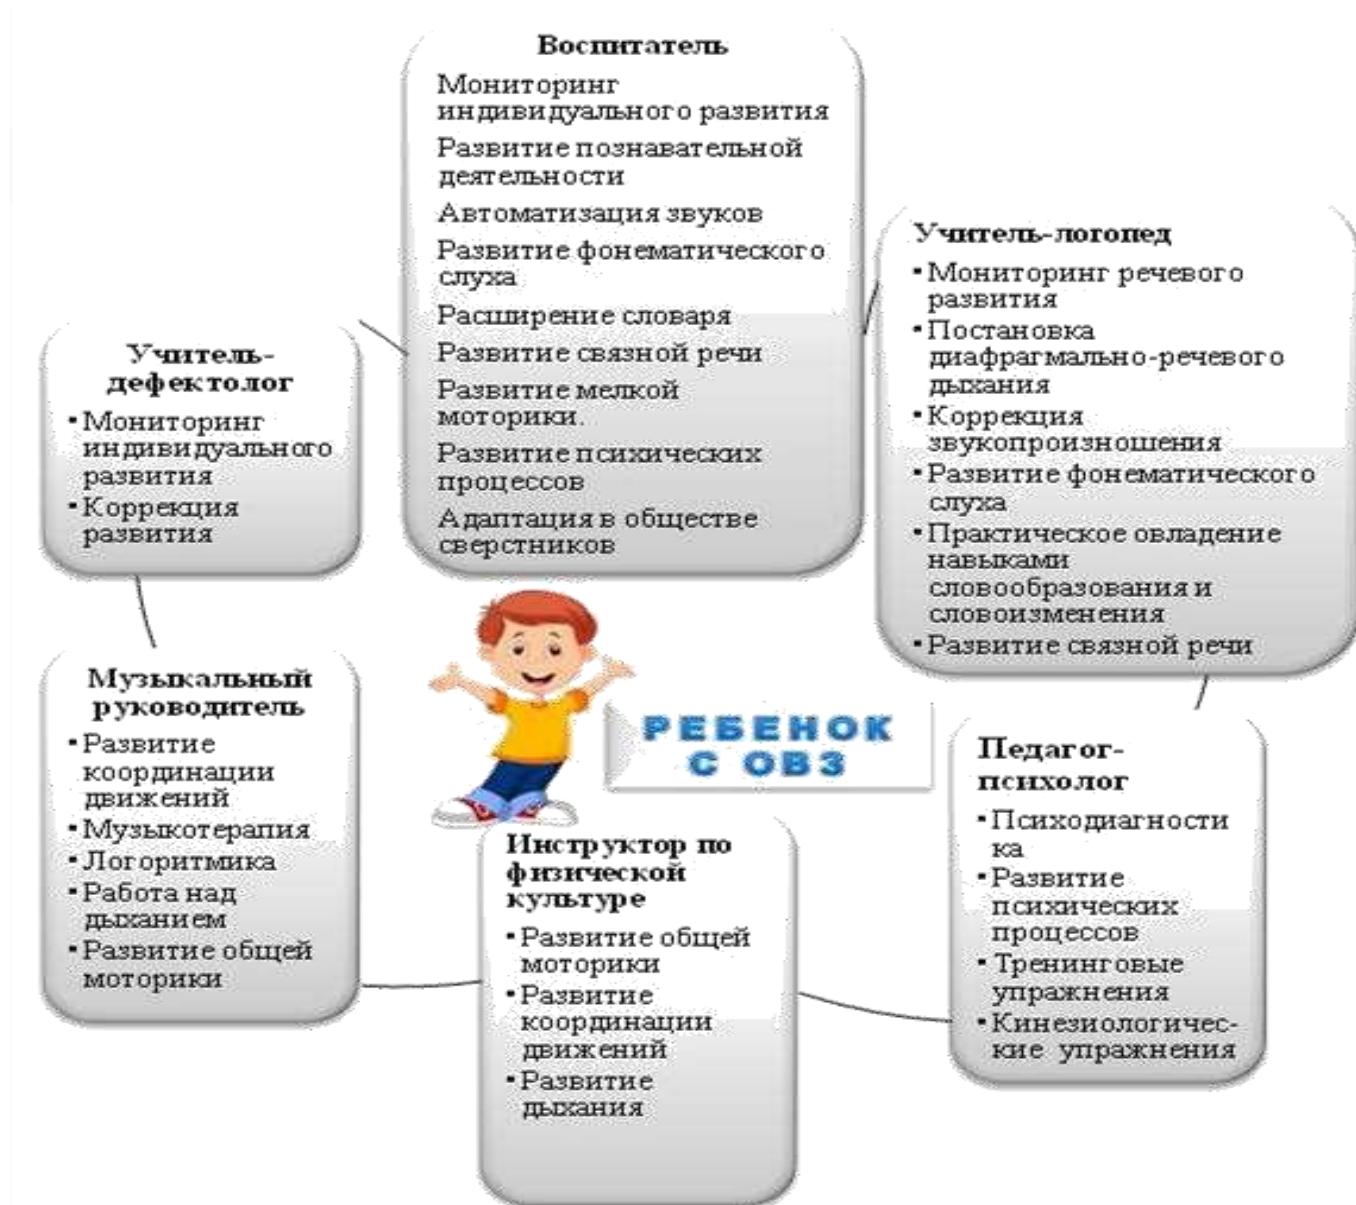 Воспитатель
Мониторинг
индивидуального развития
Развитие познавательной
деятельности
Автоматизация звуков
Развитие фонематического
слуха
Расширение словаря
Развитие связной речи
Развитие мелкой
моторики.
Развитие психических
процессов
Адаптация в обществе
сверстников
Учитель-логопед
▪ Мониторинг речевого
развития
▪ Постановка
диафрагмально-речевого
дыхания
▪ Коррекция
звукопроизношения
▪ Развитие фонематического
слуха
▪ Практическое овладение
навыками
словообразования и
словоизменения
▪ Развитие связной речи
Педагог-
психолог
▪ Психодиагности
ка
▪ Развитие
психических
процессов
▪ Тренинговые
упражнения
▪ Кинезиологичес-
кие упражнения
Инструктор по
физической
культуре
▪ Развитие общей
моторики
▪ Развитие
координации
движений
▪ Развитие
дыхания
Музыкальный
руководитель
▪ Развитие
координации
движений
▪ Музыкотерапия
▪ Логоритмика
▪ Работа над
дыханием
▪ Развитие общей
моторики
Учитель-
дефектолог
▪ Мониторинг
индивидуального
развития
▪ Коррекция
развития
РЕБЕНОК
С ОВЗ